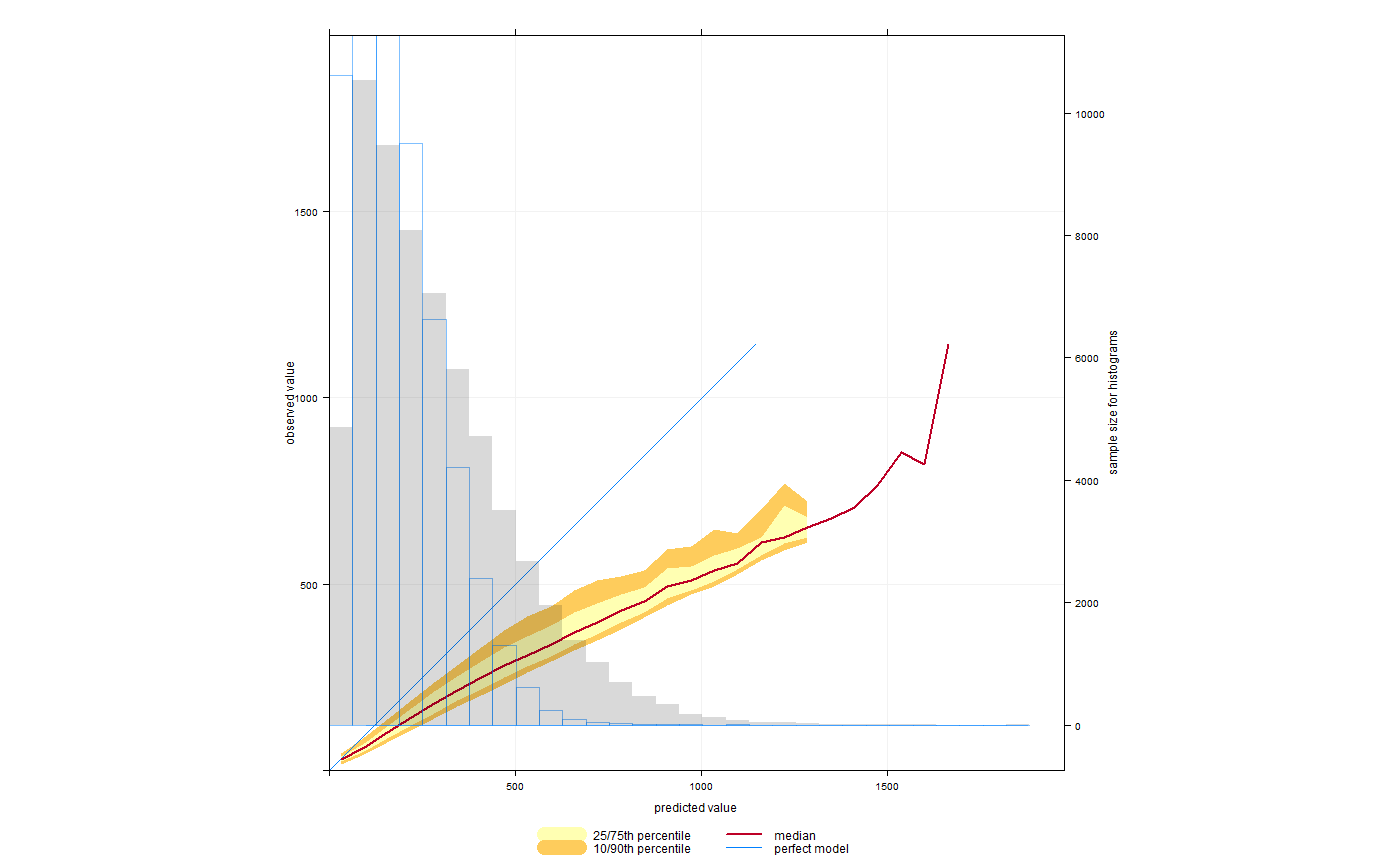 10000
1500
8000
observed value
1000
6000
sample size for histograms
4000
500
2000
0
500
1000
1500
predicted value
25/75th percentile
median
10/90th percentile
perfect model